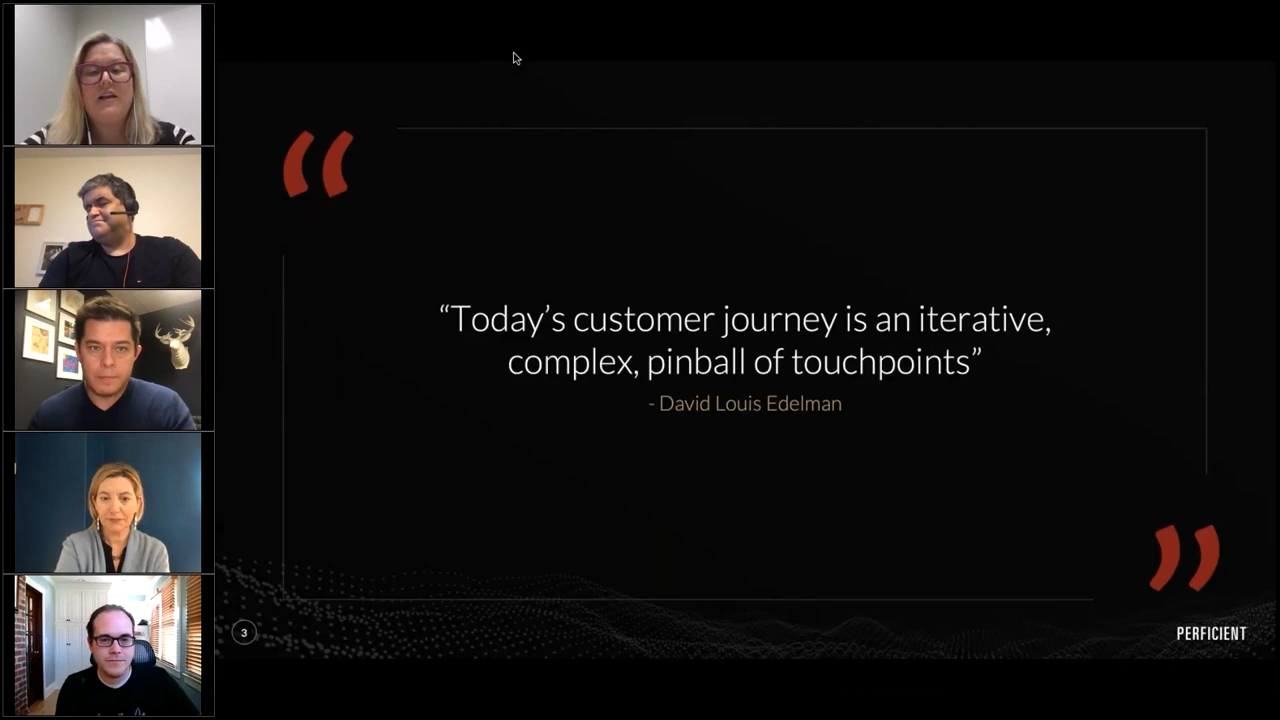 “Today’s customer journey is an iterative,
complex, pinball of touchpoints”
- David Louis Edelman
3
PERFICIENT